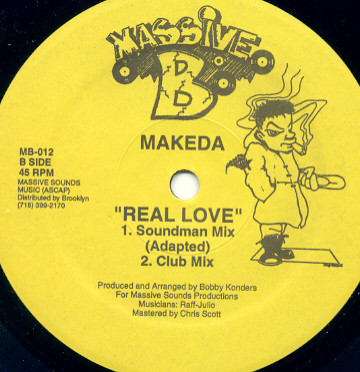 MASSIVE
B
D
D
MB-012
B SIDE
45 RPM
MASSIVE SOUNDS
MUSIC (ASCAP)
Distributed by Brooklyn
(718) 399-2170
MAKEDA
"REAL LOVE"
1. Soundman Mix
(Adapted)
2. Club Mix
Produced and Arranged by Bobby Konders
For Massive Sounds Productions
Musicians: Raff-Julio
Mastered by Chris Scott